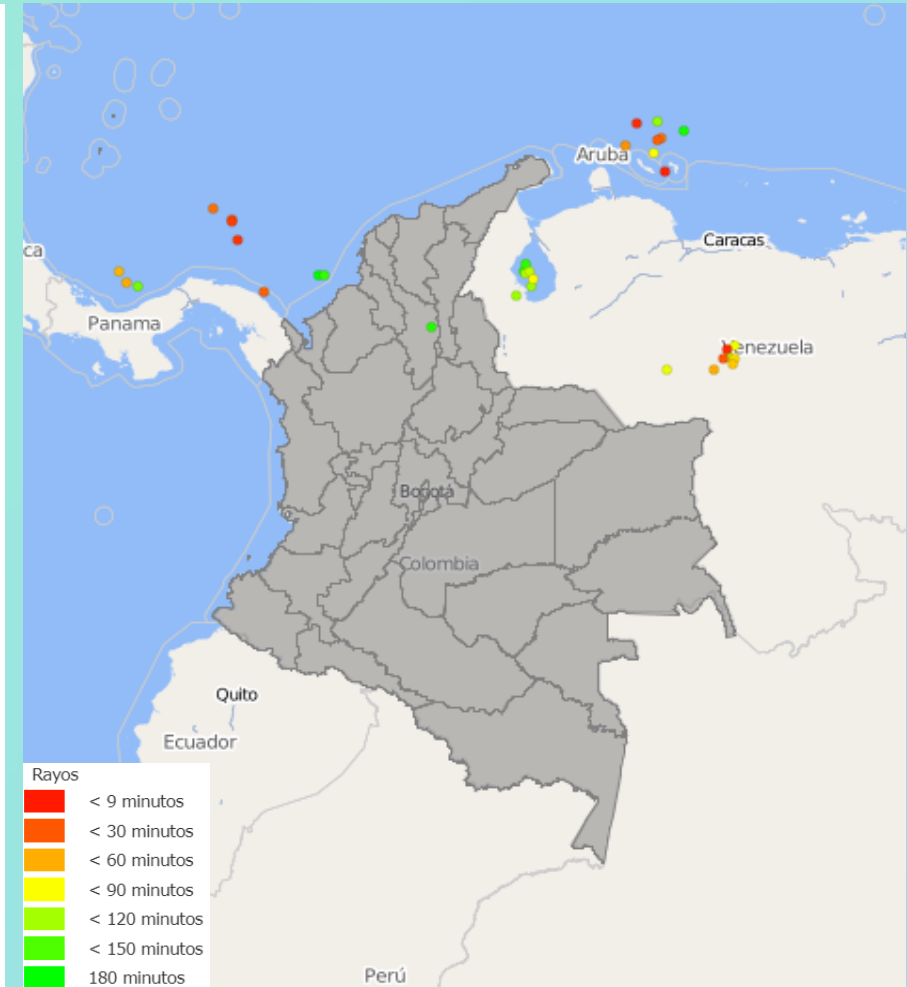 Aruba
Caracas
ca
Panama
Venezuela
Bogotá
Colombia
Quito
Ecuador
Rayos
< 9 minutos
< 30 minutos
< 60 minutos
< 90 minutos
< 120 minutos
< 150 minutos
180 minutos
Perú